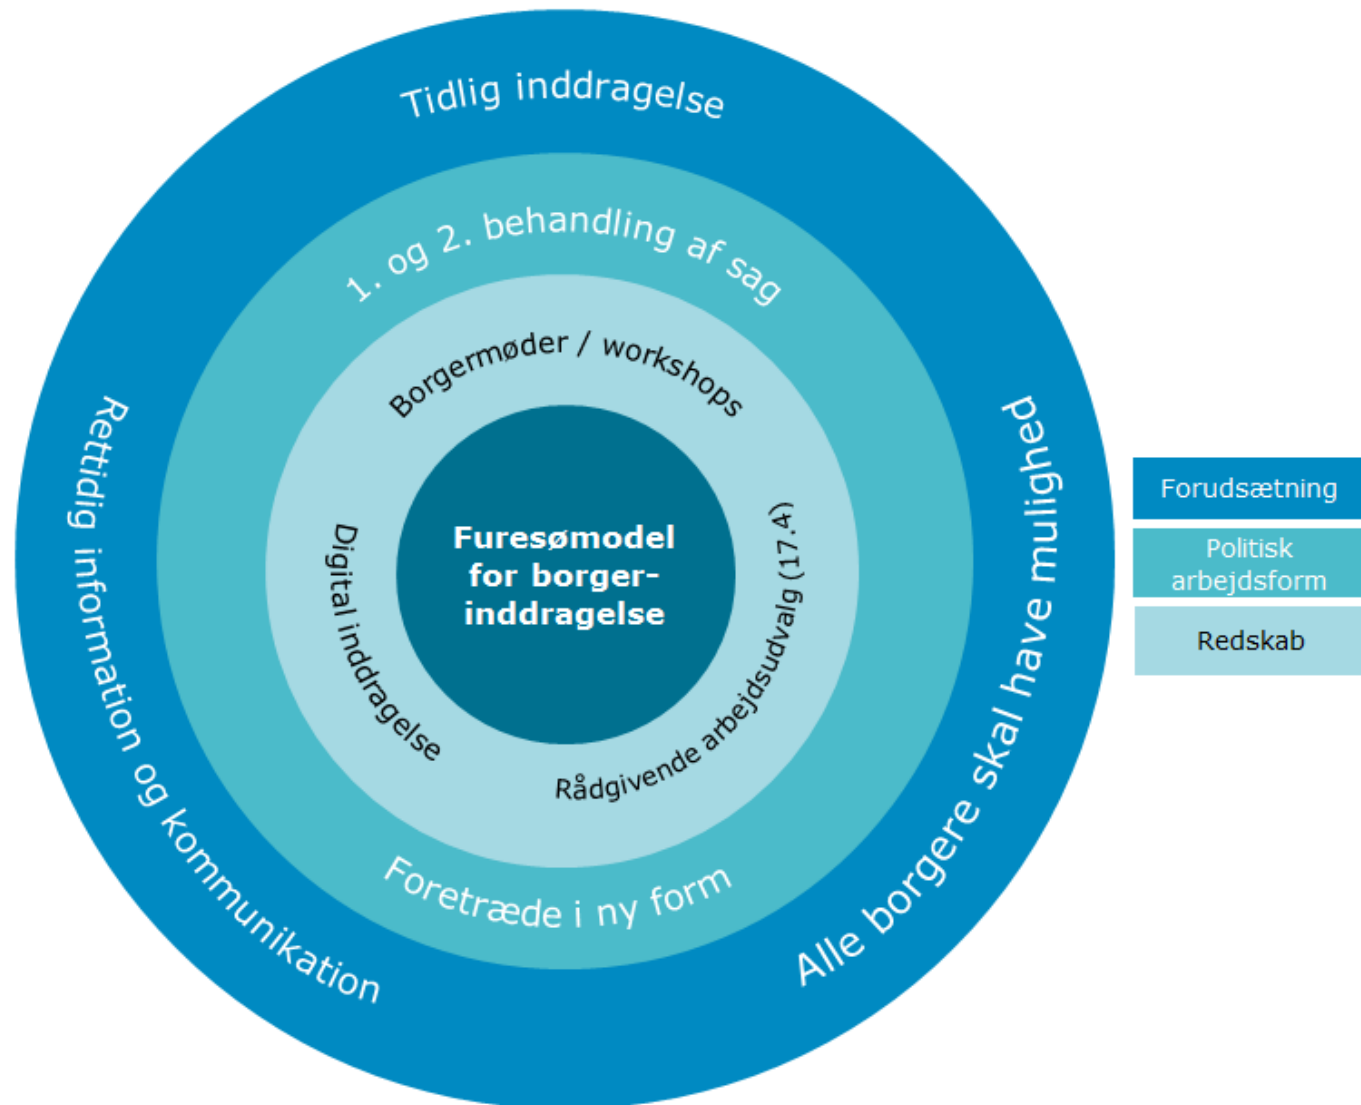 Tidlig inddragelse
1. og 2. behandling af sag
Borgermøder / workshops
Rettidig information og kommunikation
Digital inddragelse
Furesømodel
for borger-
inddragelse
Rådgivende arbejdsudvalg (17.4)
Alle borgere skal have mulighed
Foretræde i ny form
Forudsætning
Politisk
arbejdsform
Redskab